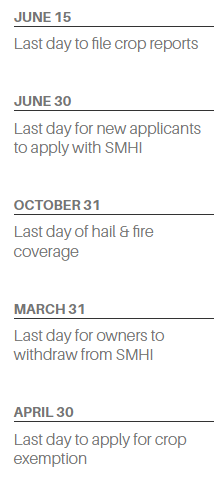 JUNE 15
Last day to file crop reports
JUNE 30
Last day for new applicants
to apply with SMHI
OCTOBER 31
Last day of hail & fire
coverage
MARCH 31
Last day for owners to
withdraw from SMHI
APRIL 30
Last day to apply for crop
exemption